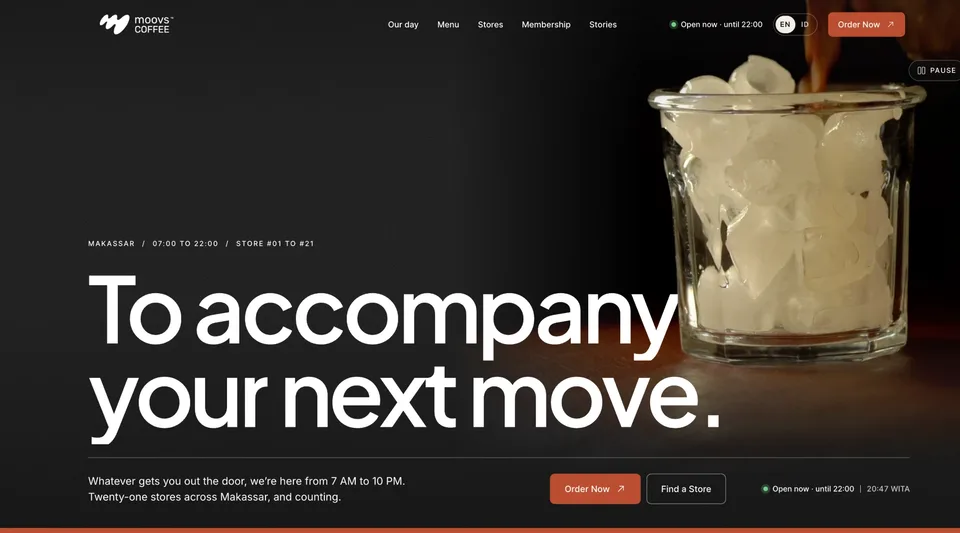 moovs™
COFFEE
Our day
Menu
Stores
Membership
Stories
Open now · until 22:00
EN
ID
Order Now
PAUSE
MAKASSAR / 07:00 TO 22:00 / STORE #01 TO #21
To accompany
your next move.
Whatever gets you out the door, we’re here from 7 AM to 10 PM.
Twenty-one stores across Makassar, and counting.
Order Now
Find a Store
Open now · until 22:00 | 20:47 WITA